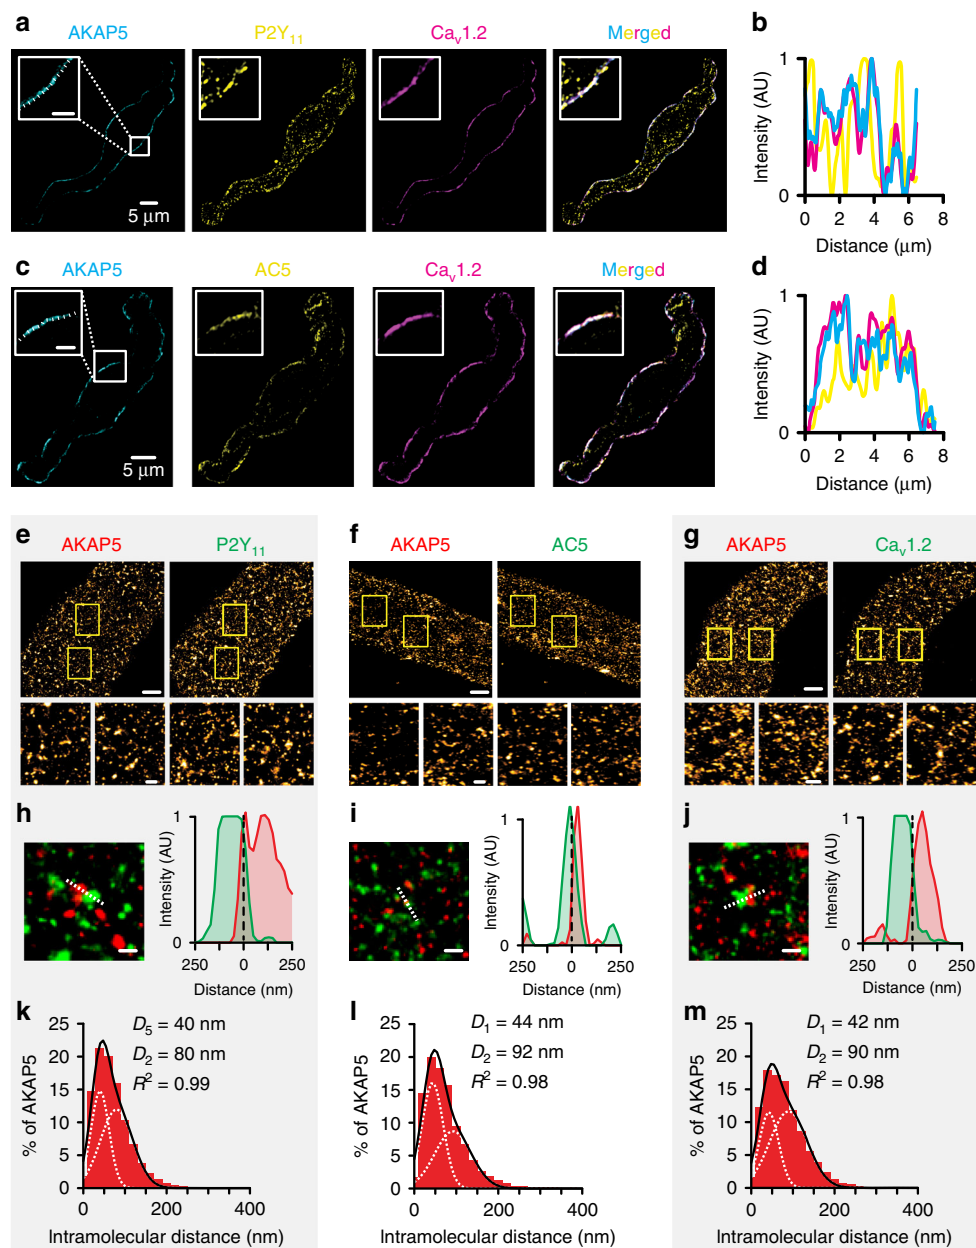 a
AKAP5 P2Y₁₁ Caᵥ1.2 Merged
5 μm
b
Intensity (AU)
1
0
0 2 4 6 8
Distance (μm)
c
AKAP5 AC5 Caᵥ1.2 Merged
5 μm
d
Intensity (AU)
1
0
0 2 4 6 8
Distance (μm)
e
AKAP5 P2Y₁₁
f
AKAP5 AC5
g
AKAP5 Caᵥ1.2
h
Intensity (AU)
1
0
250 0 250
Distance (nm)
i
Intensity (AU)
1
0
250 0 250
Distance (nm)
j
Intensity (AU)
1
0
250 0 250
Distance (nm)
k
% of AKAP5
25
20
15
10
5
0
D₅ = 40 nm
D₂ = 80 nm
R² = 0.99
0 200 400
Intramolecular distance (nm)
l
% of AKAP5
25
20
15
10
5
0
D₁ = 44 nm
D₂ = 92 nm
R² = 0.98
0 200 400
Intramolecular distance (nm)
m
% of AKAP5
25
20
15
10
5
0
D₁ = 42 nm
D₂ = 90 nm
R² = 0.98
0 200 400
Intramolecular distance (nm)